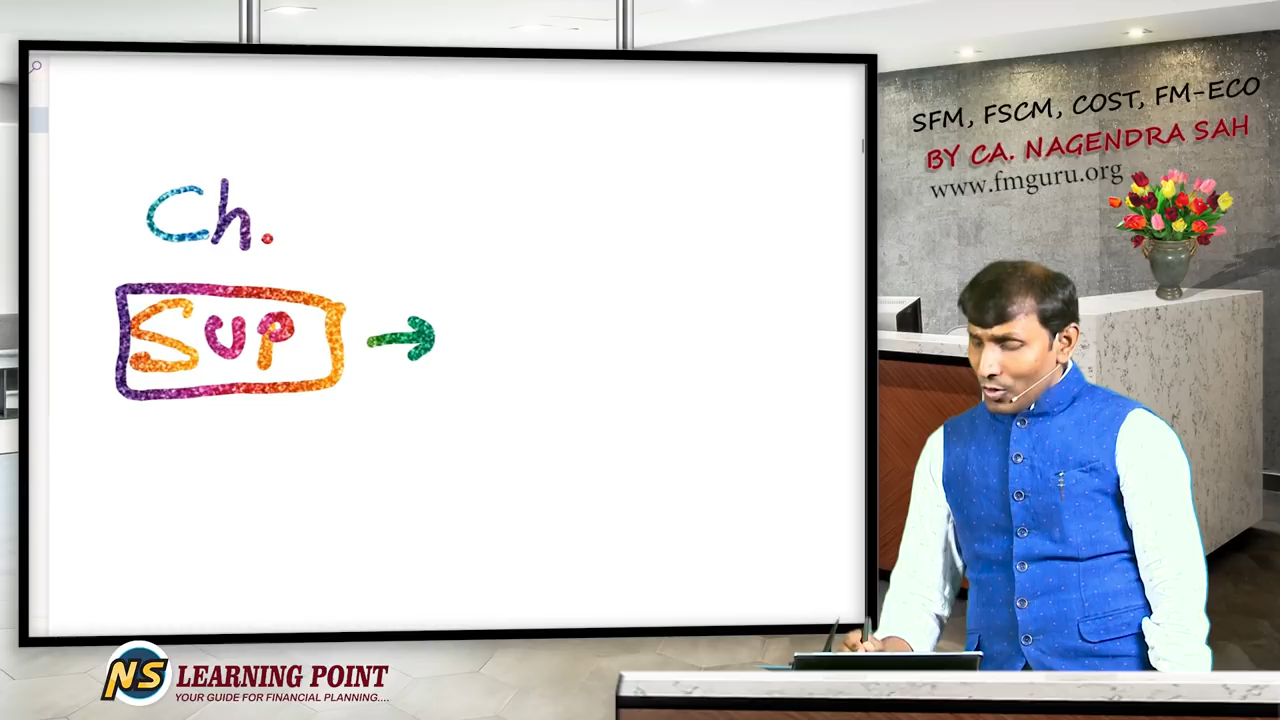 Ch.
Sup →
SFM, FSCM, COST, FM-ECO
BY CA. NAGENDRA SAH
www.fmguru.org
NS LEARNING POINT
YOUR GUIDE FOR FINANCIAL PLANNING....